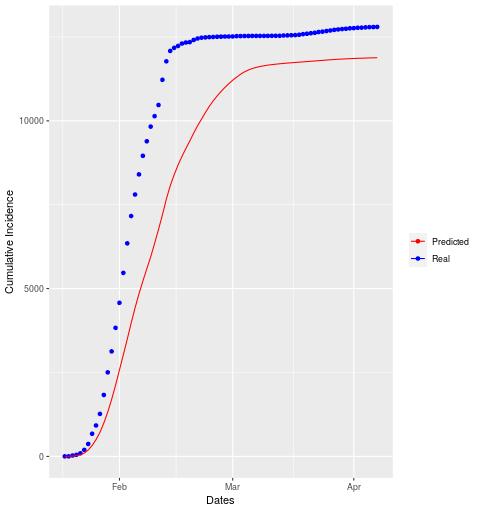 Cumulative Incidence
10000
5000
0
Feb
Mar
Apr
Dates
Predicted
Real